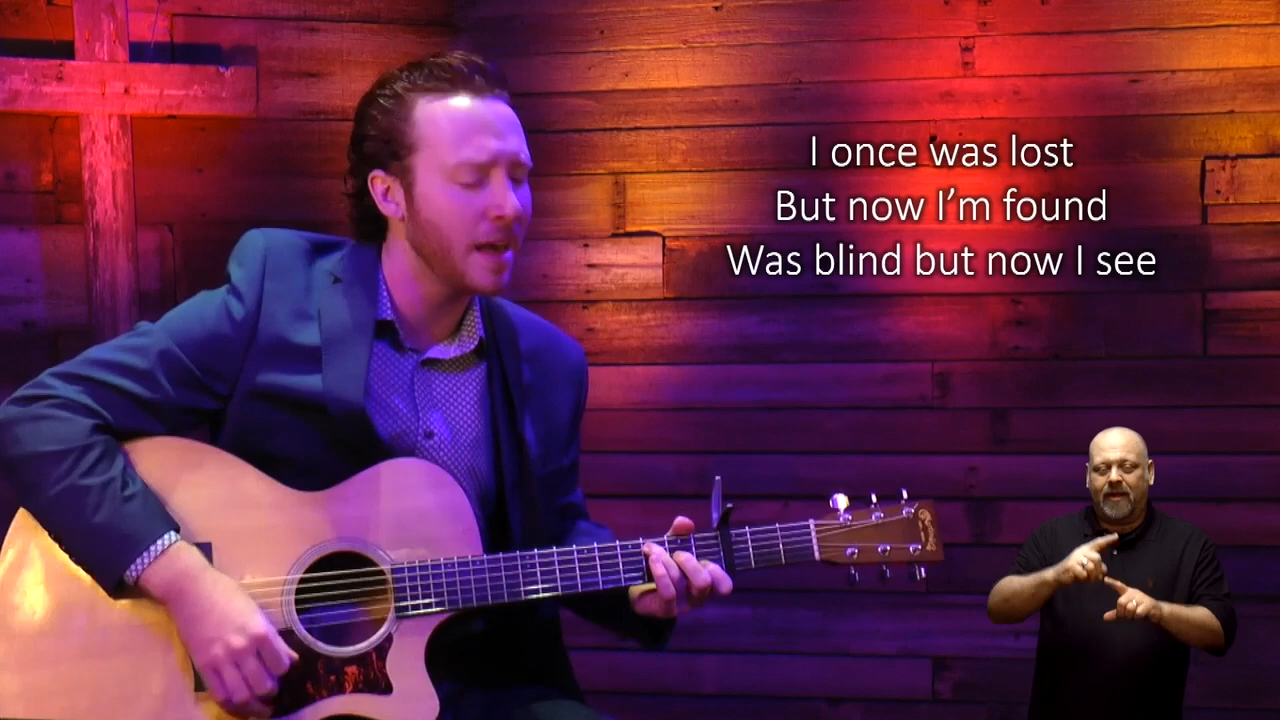 I once was lost
But now I’m found
Was blind but now I see